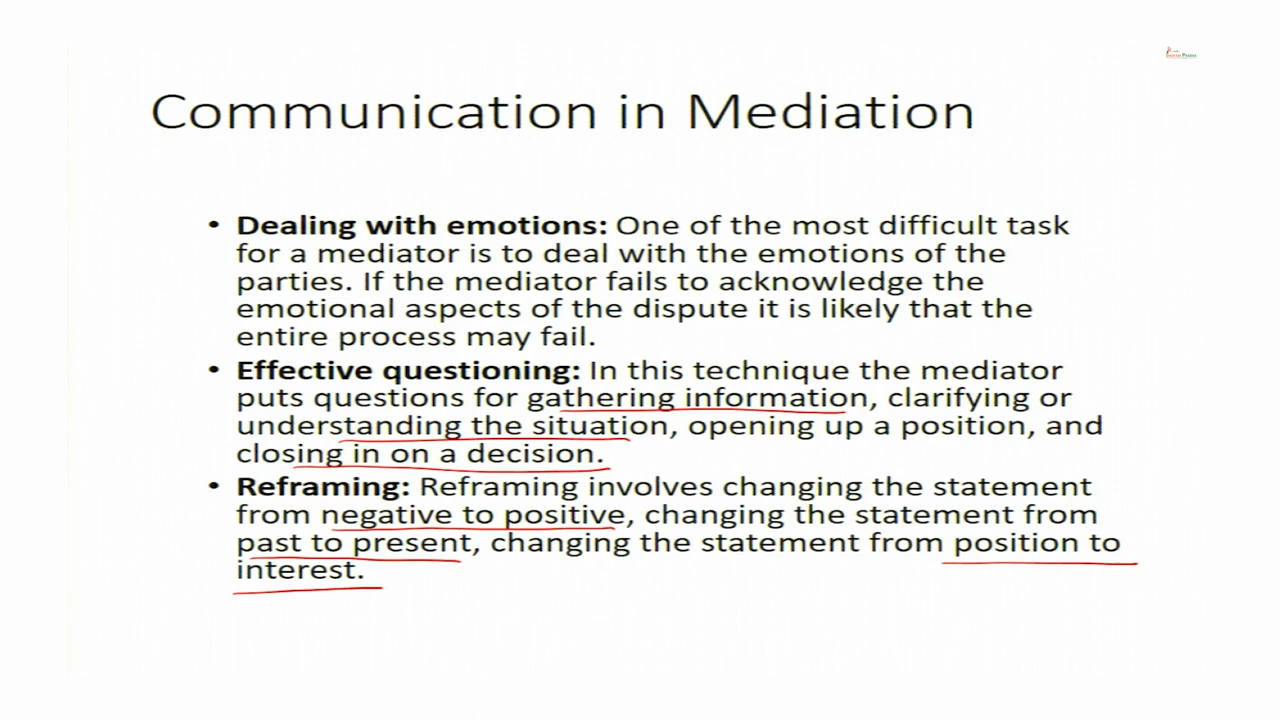 Communication in Mediation
• Dealing with emotions: One of the most difficult task
for a mediator is to deal with the emotions of the
parties. If the mediator fails to acknowledge the
emotional aspects of the dispute it is likely that the
entire process may fail.
• Effective questioning: In this technique the mediator
puts questions for gathering information, clarifying or
understanding the situation, opening up a position, and
closing in on a decision.
• Reframing: Reframing involves changing the statement
from negative to positive, changing the statement from
past to present, changing the statement from position to
interest.